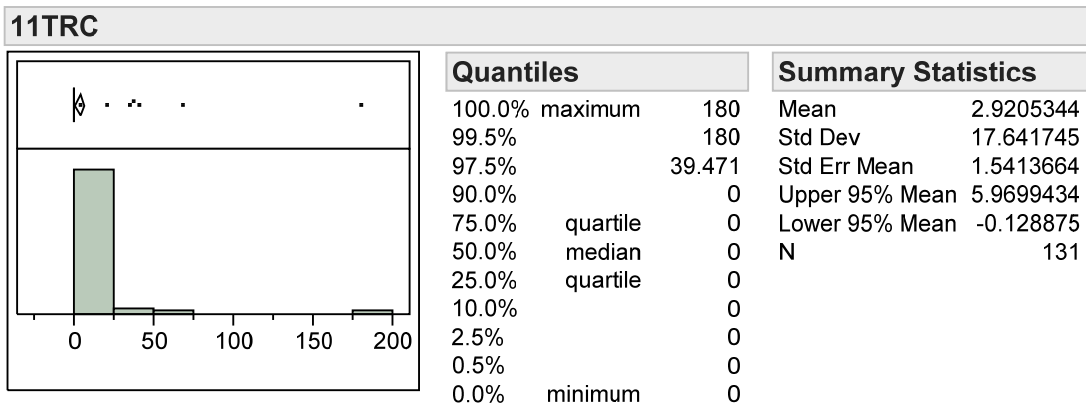 11TRC
0 50 100 150 200
Quantiles
100.0% maximum 180
99.5% 180
97.5% 39.471
90.0% 0
75.0% quartile 0
50.0% median 0
25.0% quartile 0
10.0% 0
2.5% 0
0.5% 0
0.0% minimum 0
Summary Statistics
Mean 2.9205344
Std Dev 17.641745
Std Err Mean 1.5413664
Upper 95% Mean 5.9699434
Lower 95% Mean -0.128875
N 131